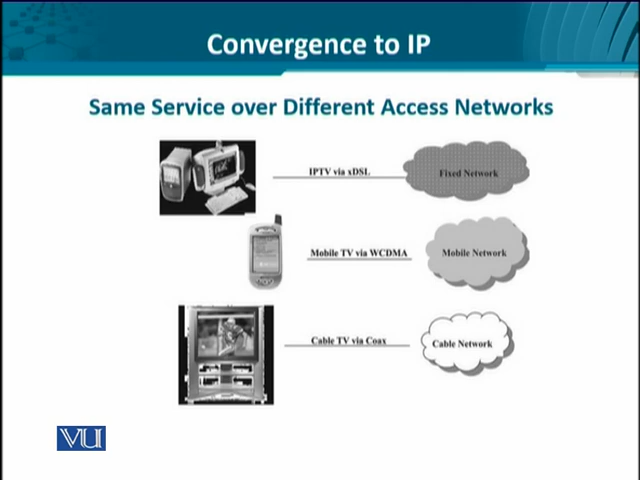 Convergence to IP
Same Service over Different Access Networks
IPTV via xDSL
Fixed Network
Mobile TV via WCDMA
Mobile Network
Cable TV via Coax
Cable Network
VU